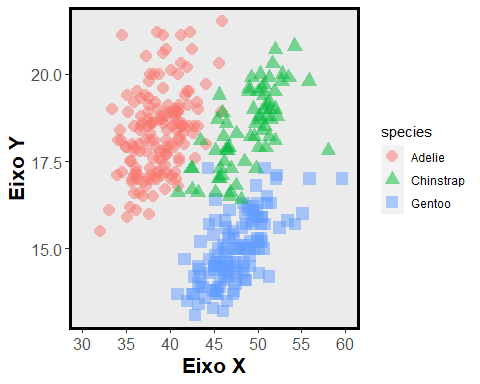 Eixo Y
20.0
17.5
15.0
30 35 40 45 50 55 60
Eixo X
species
Adelie
Chinstrap
Gentoo